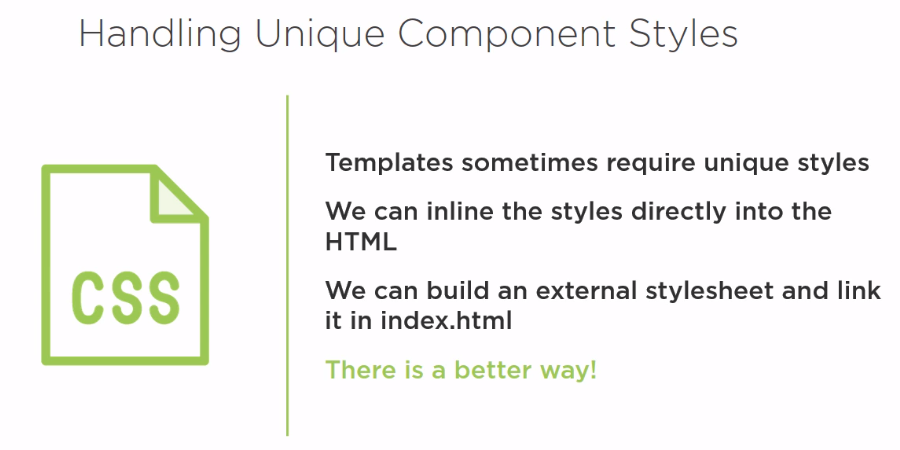 Handling Unique Component Styles
CSS
Templates sometimes require unique styles
We can inline the styles directly into the
HTML
We can build an external stylesheet and link
it in index.html
There is a better way!